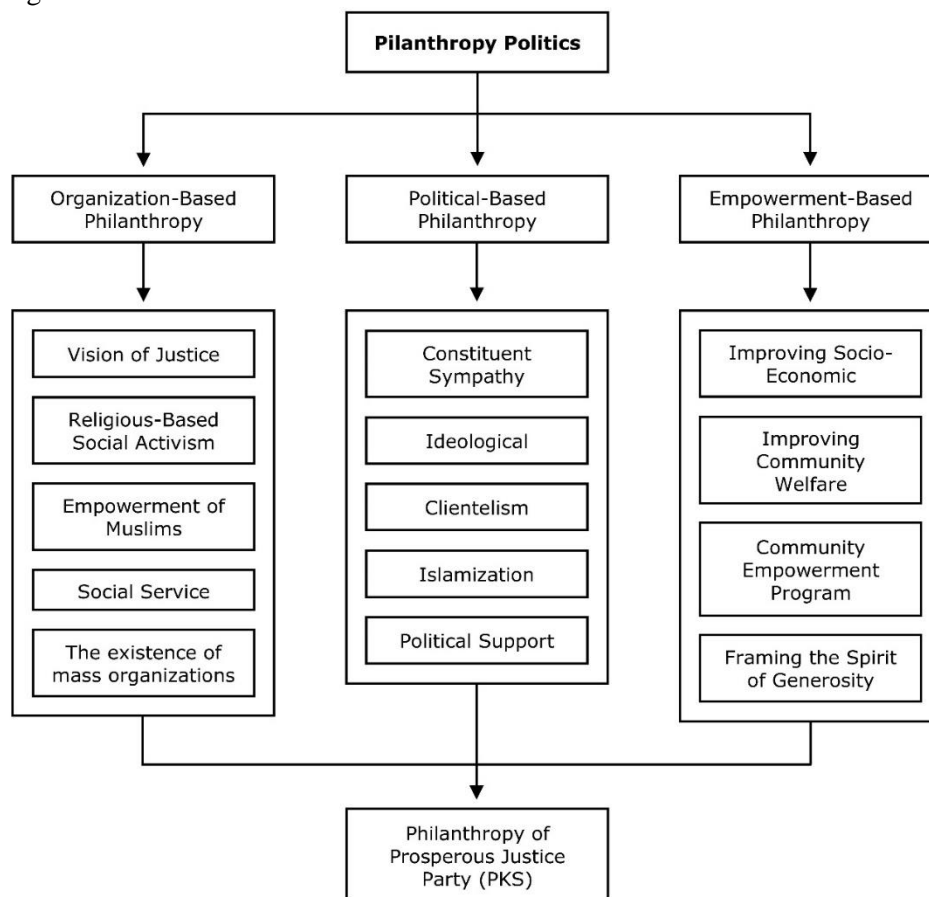 Pilanthropy Politics
Organization-Based
Philanthropy
Political-Based
Philanthropy
Empowerment-Based
Philanthropy
Vision of Justice
Religious-Based
Social Activism
Empowerment of
Muslims
Social Service
The existence of
mass organizations
Constituent
Sympathy
Ideological
Clientelism
Islamization
Political Support
Improving Socio-
Economic
Improving
Community
Welfare
Community
Empowerment
Program
Framing the Spirit
of Generosity
Philanthropy of
Prosperous Justice
Party (PKS)